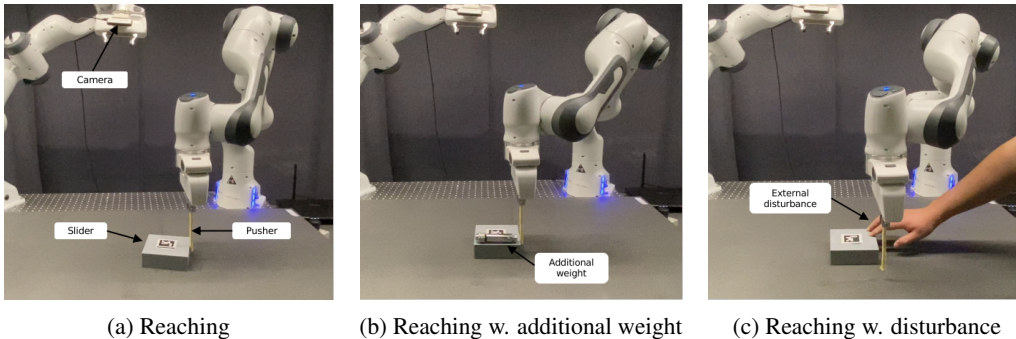 Camera
Slider
Pusher
Additional
weight
External
disturbance
(a) Reaching
(b) Reaching w. additional weight
(c) Reaching w. disturbance